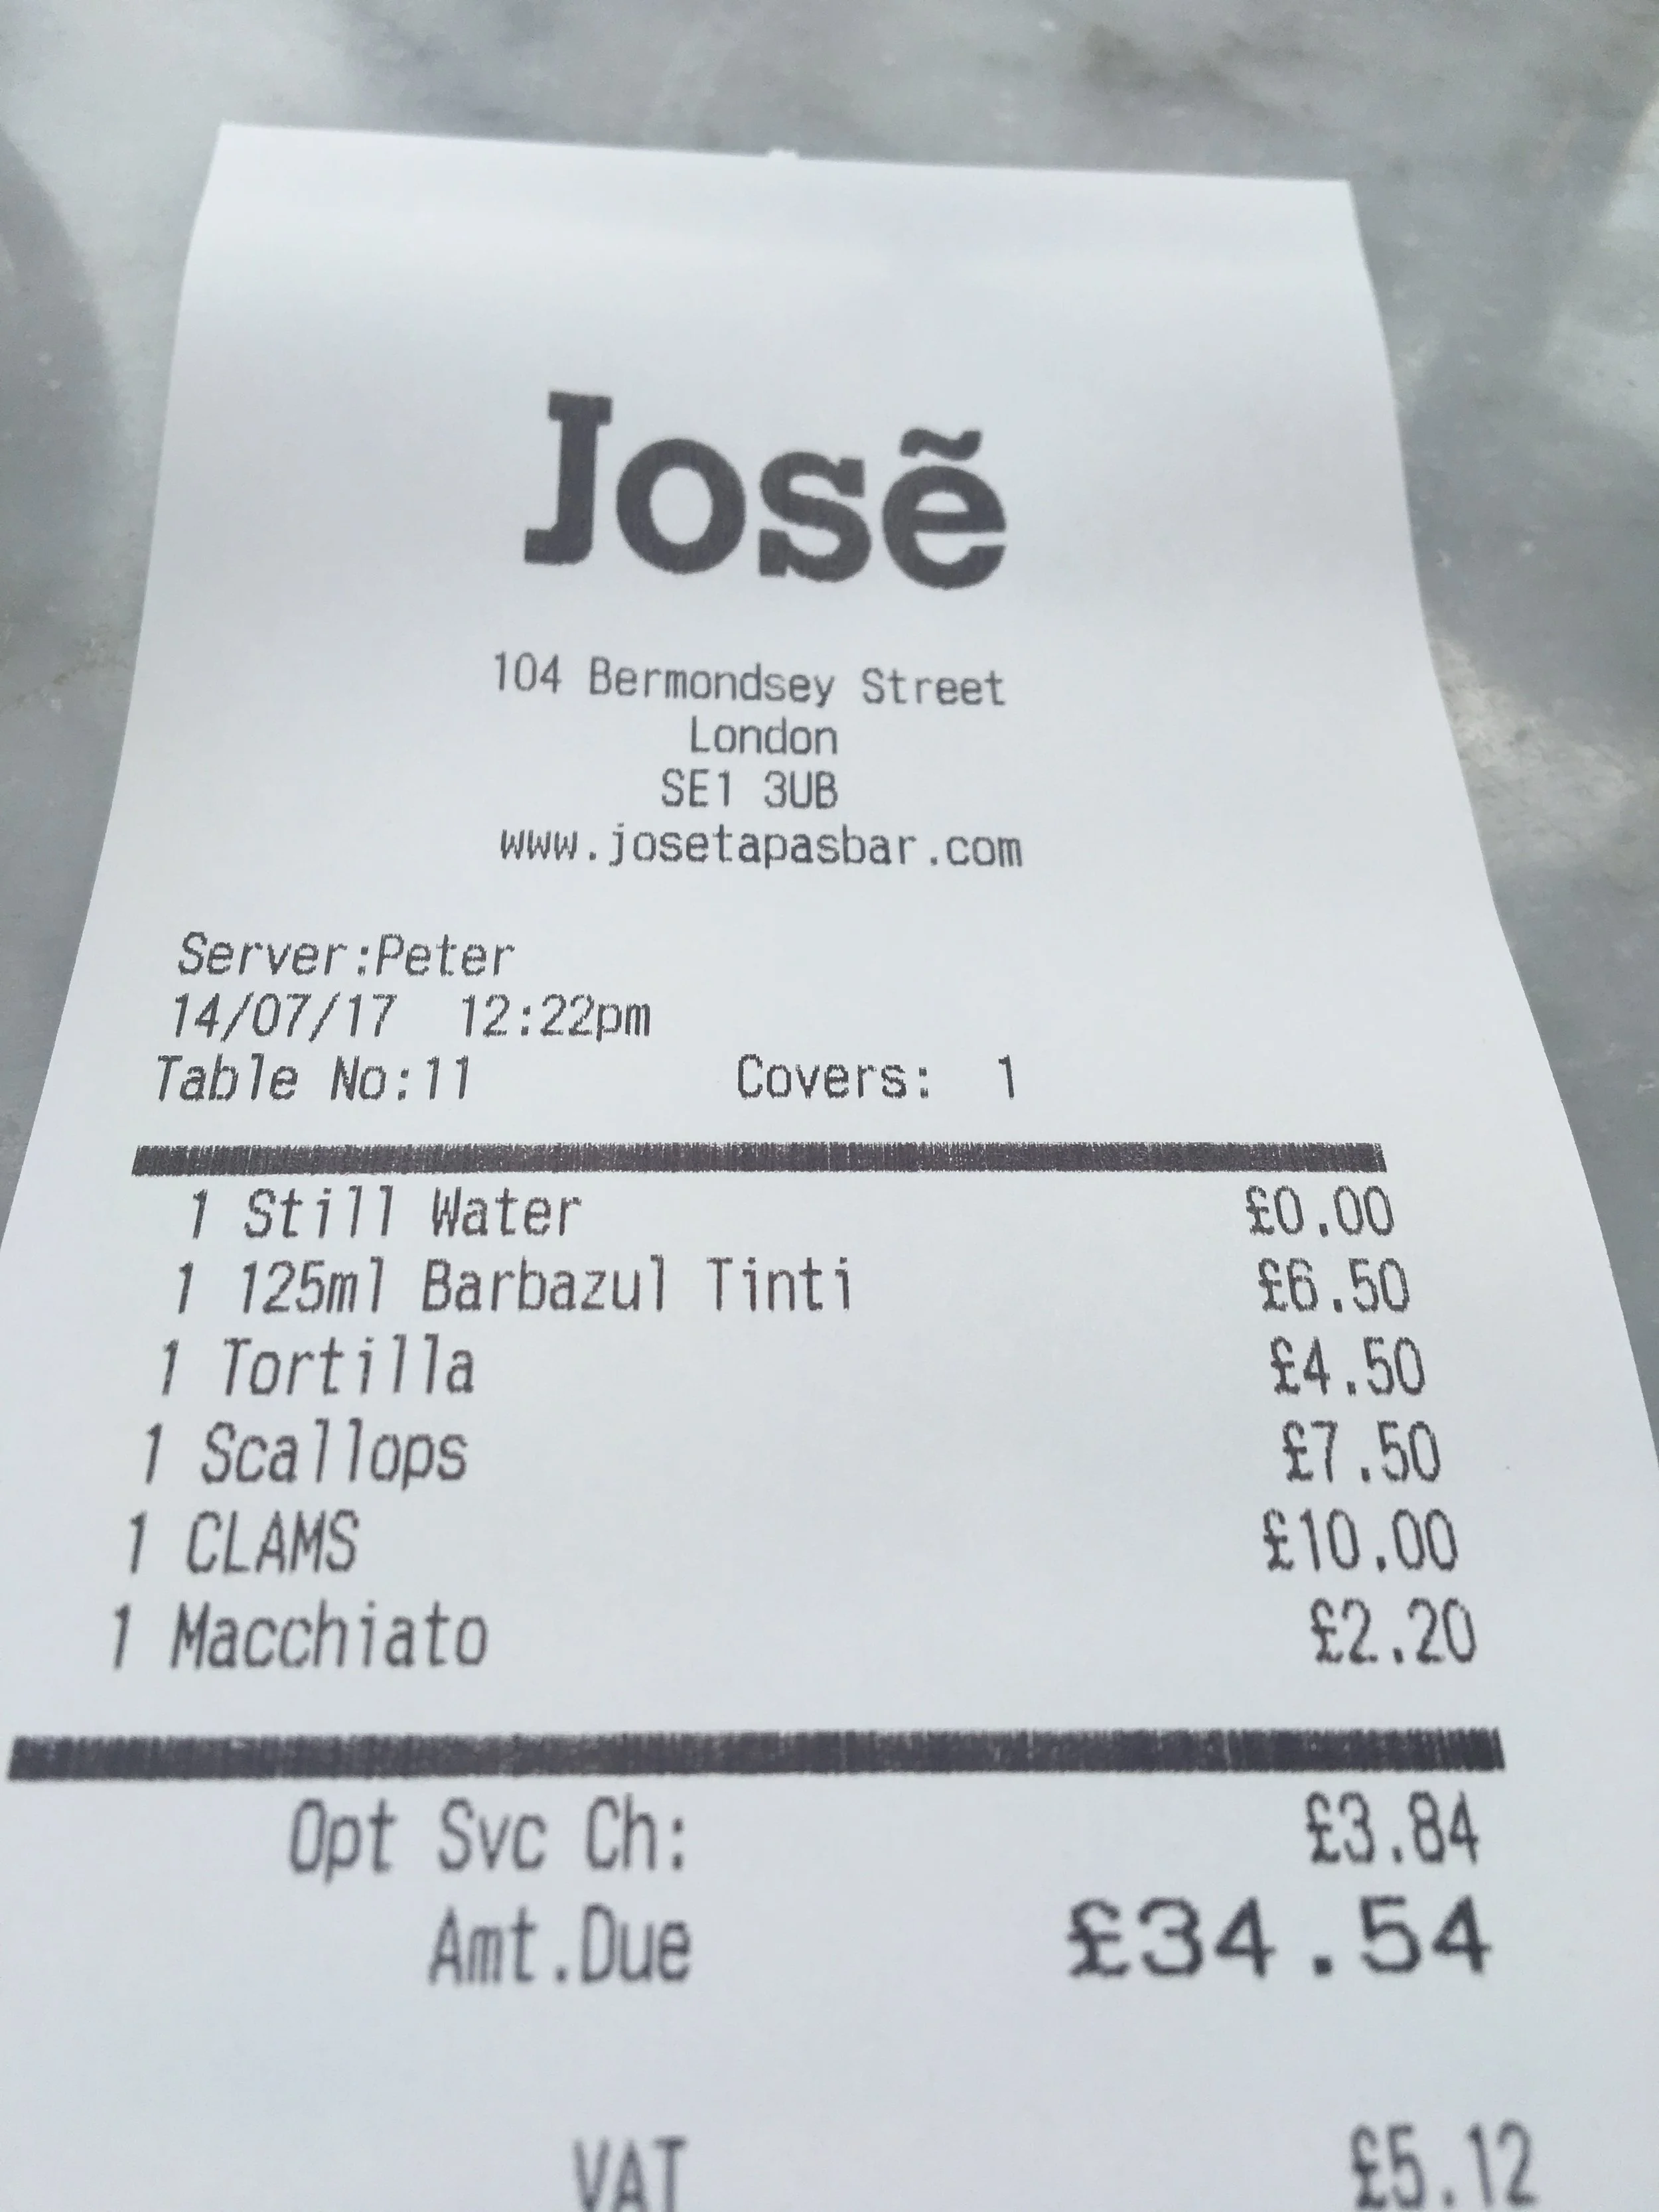 Josẽ
104 Bermondsey Street
London
SE1 3UB
www.josetapasbar.com
Server:Peter
14/07/17 12:22pm
Table No:11 Covers: 1
1 Still Water £0.00
1 125ml Barbazul Tinti £6.50
1 Tortilla £4.50
1 Scallops £7.50
1 CLAMS £10.00
1 Macchiato £2.20
Opt Svc Ch: £3.84
Amt.Due £34.54
VAT £5.12